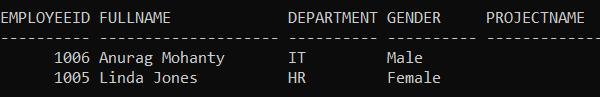 EMPLOYEEID FULLNAME DEPARTMENT GENDER PROJECTNAME
---------- -------------------- ---------- ---------- -------------
1006 Anurag Mohanty IT Male
1005 Linda Jones HR Female